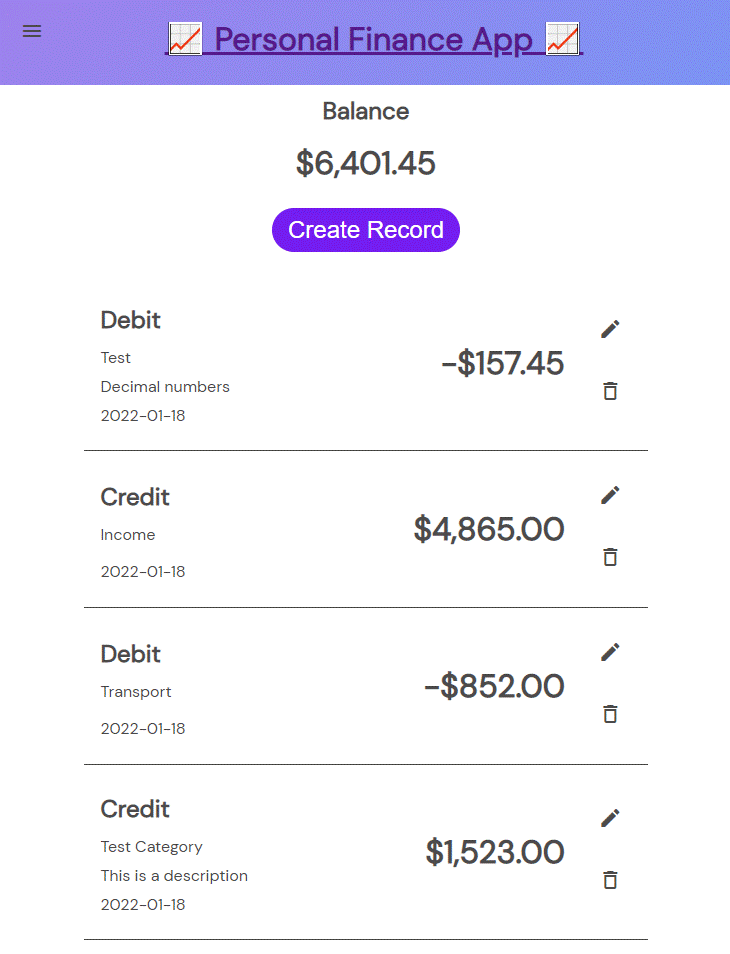 📈 Personal Finance App 📈
Balance
$6,401.45
Create Record
Debit
Test
Decimal numbers
2022-01-18
-$157.45
Credit
Income
2022-01-18
$4,865.00
Debit
Transport
2022-01-18
-$852.00
Credit
Test Category
This is a description
2022-01-18
$1,523.00